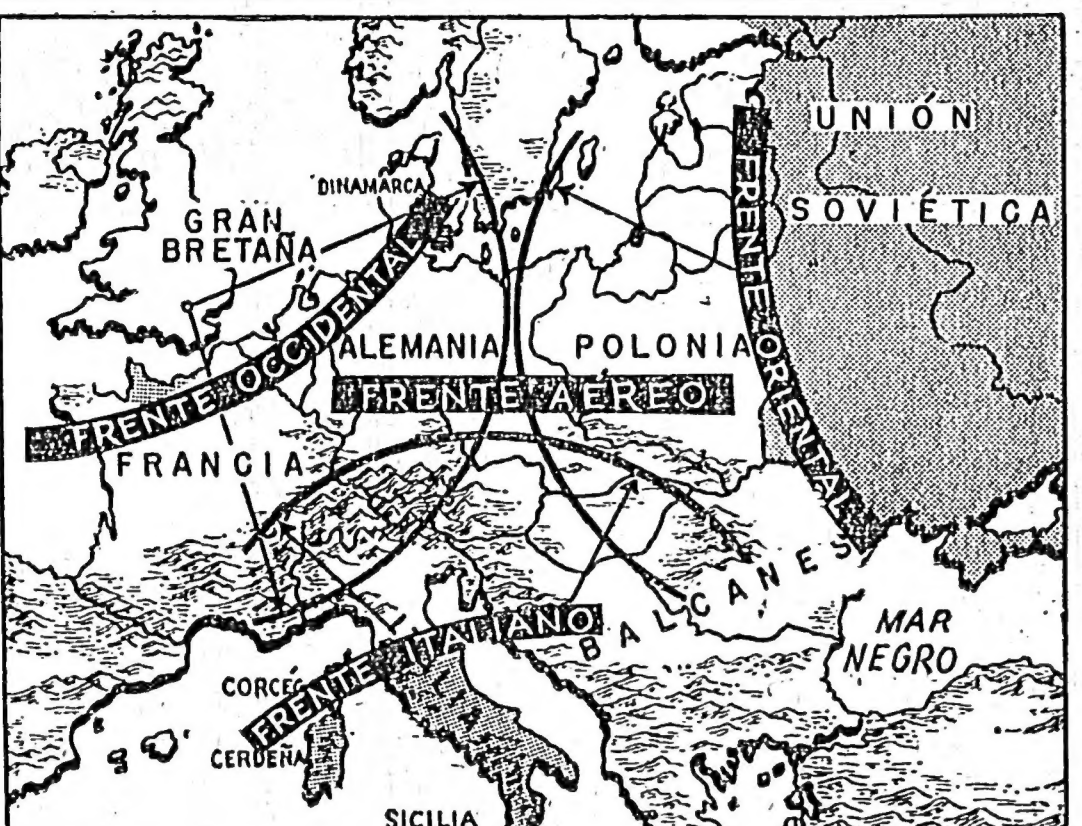 UNIÓN
SOVIÉTICA
DINAMARCA
GRAN
BRETAÑA
FRENTE ORIENTAL
FRENTE OCCIDENTAL
ALEMANIA
POLONIA
FRENTE AÉREO
FRANCIA
BALCANES
MAR
NEGRO
FRENTE ITALIANO
CERDEÑA
SICILIA